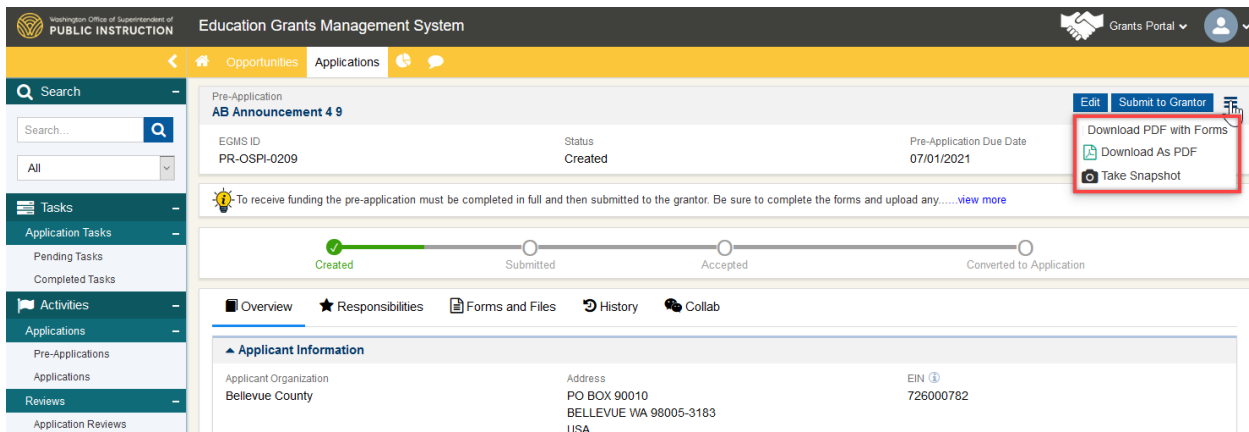 Washington Office of Superintendent of
PUBLIC INSTRUCTION
Education Grants Management System
Grants Portal
Opportunities
Applications
Search
Search...
All
Tasks
Application Tasks
Pending Tasks
Completed Tasks
Activities
Applications
Pre-Applications
Applications
Reviews
Application Reviews
Pre-Application
AB Announcement 4 9
Edit
Submit to Grantor
Download PDF with Forms
Download As PDF
Take Snapshot
EGMS ID
PR-OSPI-0209
Status
Created
Pre-Application Due Date
07/01/2021
To receive funding the pre-application must be completed in full and then submitted to the grantor. Be sure to complete the forms and upload any......view more
Created
Submitted
Accepted
Converted to Application
Overview
Responsibilities
Forms and Files
History
Collab
Applicant Information
Applicant Organization
Bellevue County
Address
PO BOX 90010
BELLEVUE WA 98005-3183
USA
EIN
726000782